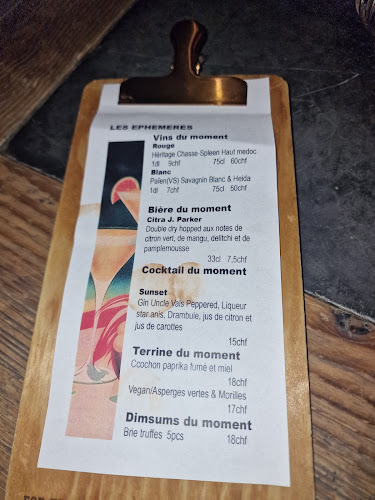 LES EPHEMERES
Vins du moment
Rouge
Héritage Chasse-Spleen Haut medoc
1dl 9chf 75cl 60chf
Blanc
Païen(VS) Savagnin Blanc & Heida
1dl 7chf 75cl 50chf
Bière du moment
Citra J. Parker
Double dry hopped aux notes de
citron vert, de mangu, delitchi et de
pamplemousse
33cl 7,5chf
Cocktail du moment
Sunset
Gin Uncle Vals Peppered, Liqueur
star anis, Drambuie, jus de citron et
jus de carottes
15chf
Terrine du moment
Ccochon paprika fumé et miel
18chf
Vegan/Asperges vertes & Morilles
17chf
Dimsums du moment
Brie truffes 5pcs 18chf